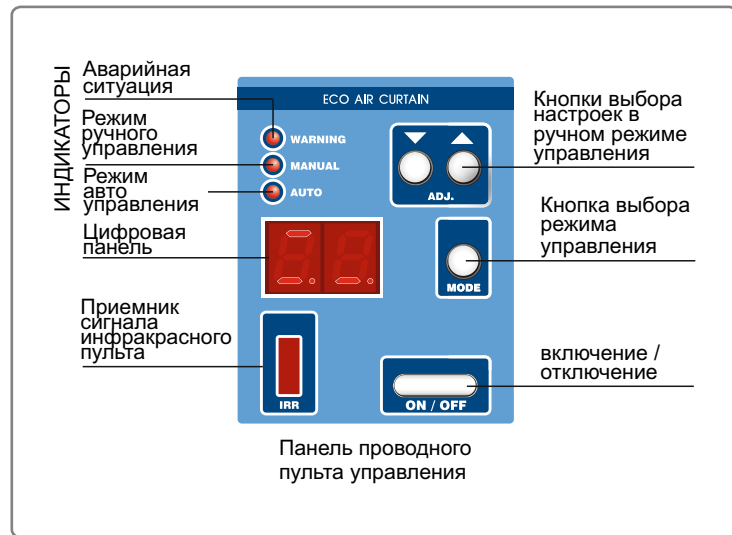 ИНДИКАТОРЫ
Аварийная
ситуация
Режим
ручного
управления
Режим
авто
управления
Цифровая
панель
Приемник
сигнала
инфракрасного
пульта
ECO AIR CURTAIN
WARNING
MANUAL
AUTO
ADJ.
MODE
IRR
ON / OFF
Кнопки выбора
настроек в
ручном режиме
управления
Кнопка выбора
режима
управления
включение /
отключение
Панель проводного
пульта управления